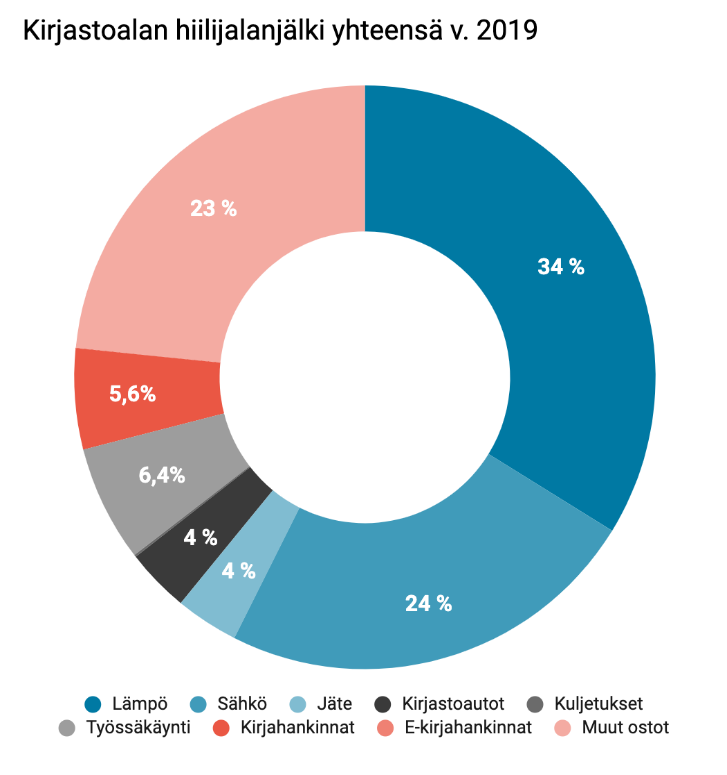 Kirjastoalan hiilijalanjälki yhteensä v. 2019
23 %
34 %
5,6%
6,4%
4 %
4 %
24 %
Lämpö Sähkö Jäte Kirjastoautot Kuljetukset
Työssäkäynti Kirjahankinnat E-kirjahankinnat Muut ostot